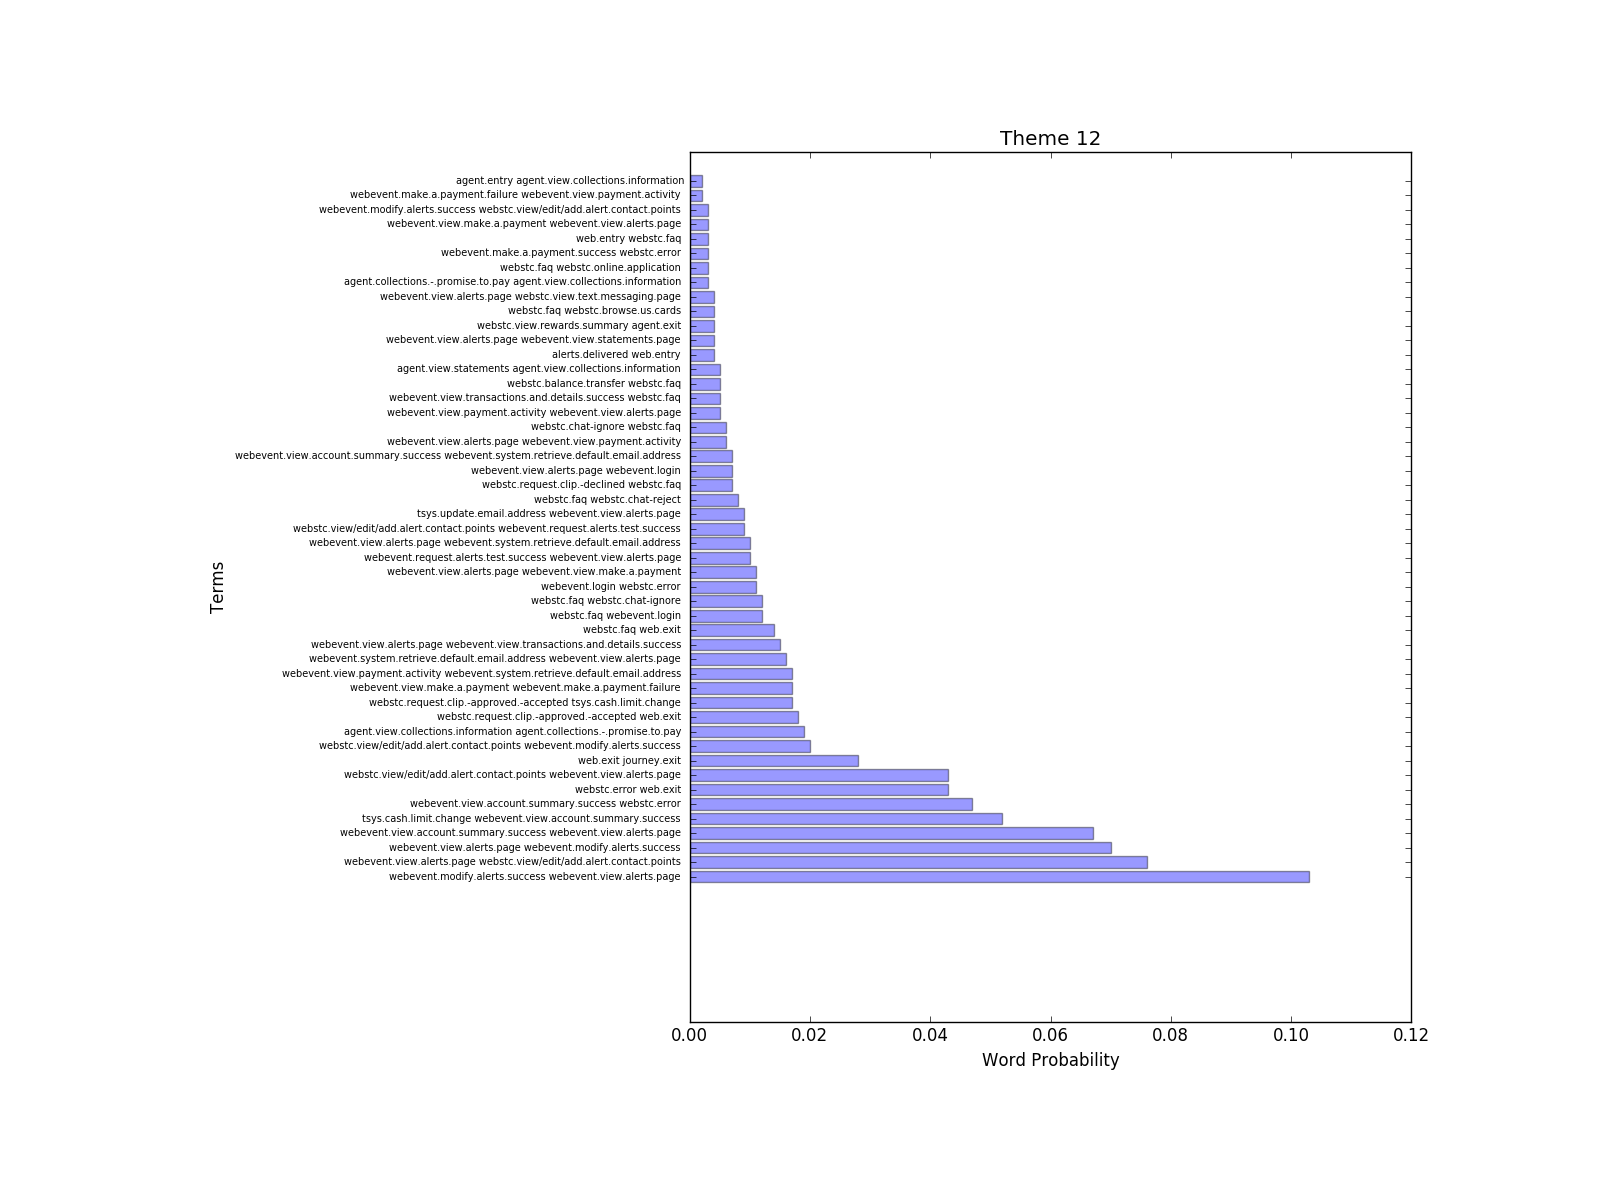 Theme 12
agent.entry agent.view.collections.information
webevent.make.a.payment.failure webevent.view.payment.activity
webevent.modify.alerts.success webstc.view/edit/add.alert.contact.points
webevent.view.make.a.payment webevent.view.alerts.page
web.entry webstc.faq
webevent.make.a.payment.success webstc.error
webstc.faq webstc.online.application
agent.collections.-.promise.to.pay agent.view.collections.information
webevent.view.alerts.page webstc.view.text.messaging.page
webstc.faq webstc.browse.us.cards
webstc.view.rewards.summary agent.exit
webevent.view.alerts.page webevent.view.statements.page
alerts.delivered web.entry
agent.view.statements agent.view.collections.information
webstc.balance.transfer webstc.faq
webevent.view.transactions.and.details.success webstc.faq
webevent.view.payment.activity webevent.view.alerts.page
webstc.chat-ignore webstc.faq
webevent.view.alerts.page webevent.view.payment.activity
webevent.view.account.summary.success webevent.system.retrieve.default.email.address
webevent.view.alerts.page webevent.login
webstc.request.clip.-declined webstc.faq
webstc.faq webstc.chat-reject
tsys.update.email.address webevent.view.alerts.page
webstc.view/edit/add.alert.contact.points webevent.request.alerts.test.success
webevent.view.alerts.page webevent.system.retrieve.default.email.address
webevent.request.alerts.test.success webevent.view.alerts.page
webevent.view.alerts.page webevent.view.make.a.payment
webevent.login webstc.error
webstc.faq webstc.chat-ignore
webstc.faq webevent.login
webstc.faq web.exit
webevent.view.alerts.page webevent.view.transactions.and.details.success
webevent.system.retrieve.default.email.address webevent.view.alerts.page
webevent.view.payment.activity webevent.system.retrieve.default.email.address
webevent.view.make.a.payment webevent.make.a.payment.failure
webstc.request.clip.-approved.-accepted tsys.cash.limit.change
webstc.request.clip.-approved.-accepted web.exit
agent.view.collections.information agent.collections.-.promise.to.pay
webstc.view/edit/add.alert.contact.points webevent.modify.alerts.success
web.exit journey.exit
webstc.view/edit/add.alert.contact.points webevent.view.alerts.page
webstc.error web.exit
webevent.view.account.summary.success webstc.error
tsys.cash.limit.change webevent.view.account.summary.success
webevent.view.account.summary.success webevent.view.alerts.page
webevent.view.alerts.page webevent.modify.alerts.success
webevent.view.alerts.page webstc.view/edit/add.alert.contact.points
webevent.modify.alerts.success webevent.view.alerts.page
Terms
0.00 0.02 0.04 0.06 0.08 0.10 0.12
Word Probability